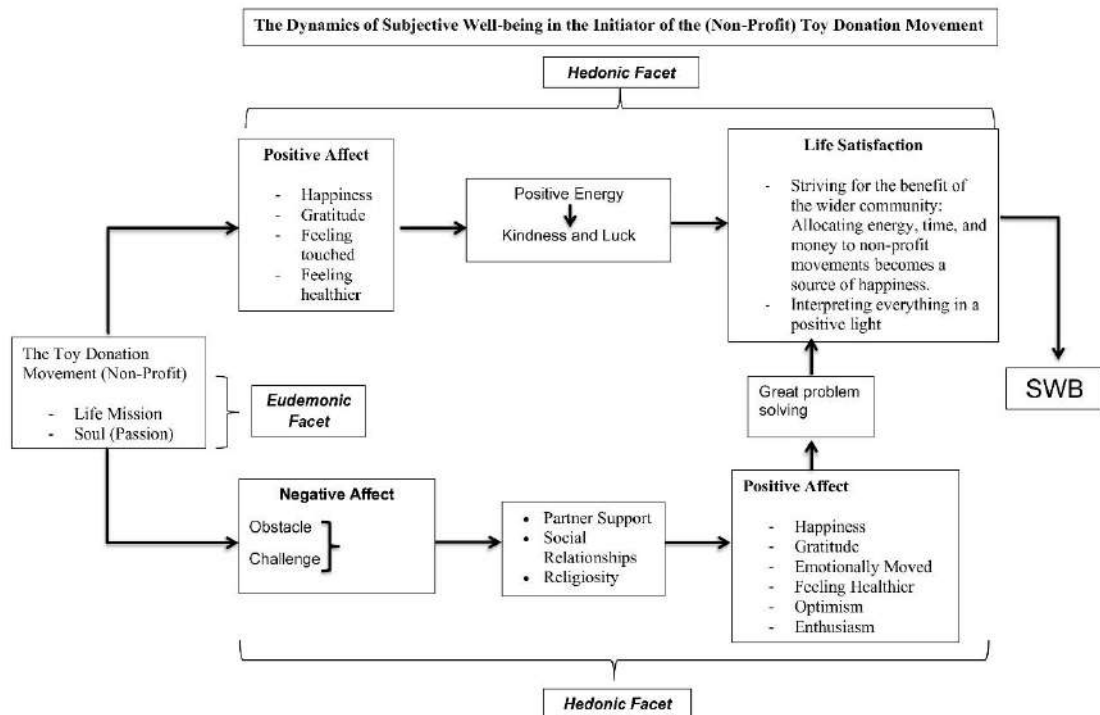 The Dynamics of Subjective Well-being in the Initiator of the (Non-Profit) Toy Donation Movement
Hedonic Facet
Positive Affect
- Happiness
- Gratitude
- Feeling
touched
- Feeling
healthier
Positive Energy
Kindness and Luck
Life Satisfaction
- Striving for the benefit of
the wider community:
Allocating energy, time, and
money to non-profit
movements becomes a
source of happiness.
- Interpreting everything in a
positive light
The Toy Donation
Movement (Non-Profit)
- Life Mission
- Soul (Passion)
Eudemonic
Facet
Great problem
solving
SWB
Negative Affect
Obstacle
Challenge
• Partner Support
• Social
Relationships
• Religiosity
Positive Affect
- Happiness
- Gratitude
- Emotionally Moved
- Feeling Healthier
- Optimism
- Enthusiasm
Hedonic Facet